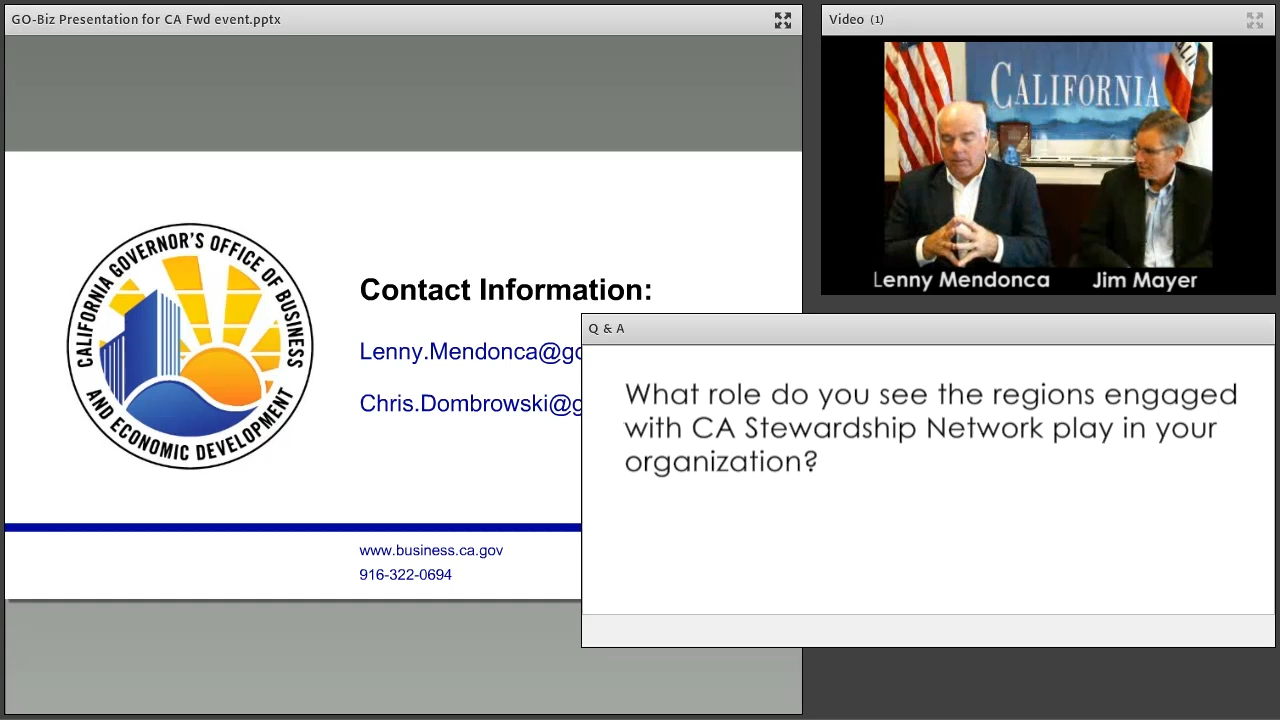 GO-Biz Presentation for CA Fwd event.pptx
CALIFORNIA GOVERNOR'S OFFICE OF BUSINESS
AND ECONOMIC DEVELOPMENT
Contact Information:
Lenny.Mendonca@go
Chris.Dombrowski@g
www.business.ca.gov
916-322-0694
Video (1)
CALIFORNIA
Lenny Mendonca
Jim Mayer
Q & A
What role do you see the regions engaged
with CA Stewardship Network play in your
organization?